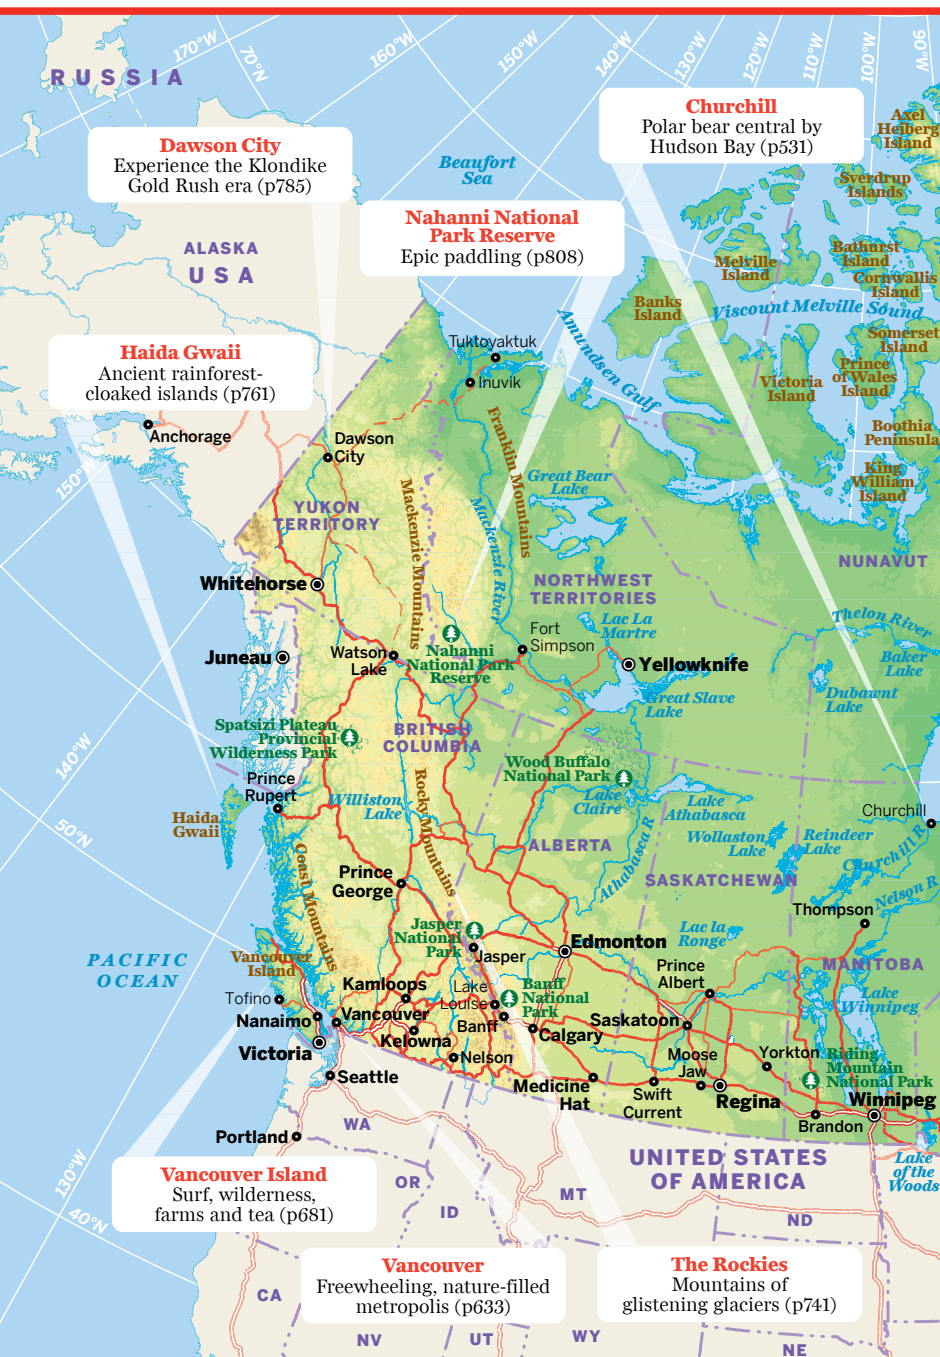 170°W
70°N
160°W
150°W
140°W
130°W
120°W
110°W
100°W
90°W
RUSSIA
Churchill
Polar bear central by
Hudson Bay (p531)
Axel
Heiberg
Island
Dawson City
Experience the Klondike
Gold Rush era (p785)
Beaufort
Sea
Sverdrup
Islands
Nahanni National
Park Reserve
Epic paddling (p808)
ALASKA
USA
Melville
Island
Bathurst
Island
Cornwallis
Island
Banks
Island
Viscount Melville Sound
Somerset
Island
Tuktoyaktuk
Inuvik
Amundsen Gulf
Haida Gwaii
Ancient rainforest-
cloaked islands (p761)
Prince
of Wales
Island
Victoria
Island
Boothia
Peninsula
King
William
Island
Anchorage
150°W
Dawson
City
Franklin Mountains
Great Bear
Lake
Mackenzie Mountains
Mackenzie River
YUKON
TERRITORY
NUNAVUT
Whitehorse
NORTHWEST
TERRITORIES
Lac La
Martre
Thelon River
Fort
Simpson
Juneau
Watson
Lake
Nahanni
National Park
Reserve
Yellowknife
Baker
Lake
Dubawnt
Lake
Great Slave
Lake
Spatsizi Plateau
Provincial
Wilderness Park
BRITISH
COLUMBIA
140°W
Wood Buffalo
National Park
Prince
Rupert
Williston
Lake
Rocky Mountains
Lake
Claire
Lake
Athabasca
Churchill
Haida
Gwaii
50°N
Wollaston
Lake
Reindeer
Lake
Churchill R
ALBERTA
Athabasca R
Coast Mountains
Prince
George
SASKATCHEWAN
Nelson R
Thompson
Jasper
National
Park
Jasper
Edmonton
Lac la
Ronge
PACIFIC
OCEAN
Vancouver
Island
Prince
Albert
MANITOBA
Tofino
Kamloops
Lake
Louise
Banff
National
Park
Lake
Winnipeg
Nanaimo
Vancouver
Banff
Saskatoon
Kelowna
Calgary
Victoria
Nelson
Moose
Jaw
Yorkton
Riding
Mountain
National Park
Seattle
Medicine
Hat
Swift
Current
Regina
Winnipeg
Brandon
Portland
WA
130°W
UNITED STATES
OF AMERICA
Lake
of the
Woods
Vancouver Island
Surf, wilderness,
farms and tea (p681)
OR
ID
MT
ND
40°N
Vancouver
Freewheeling, nature-filled
metropolis (p633)
The Rockies
Mountains of
glistening glaciers (p741)
CA
NV
UT
WY
NE